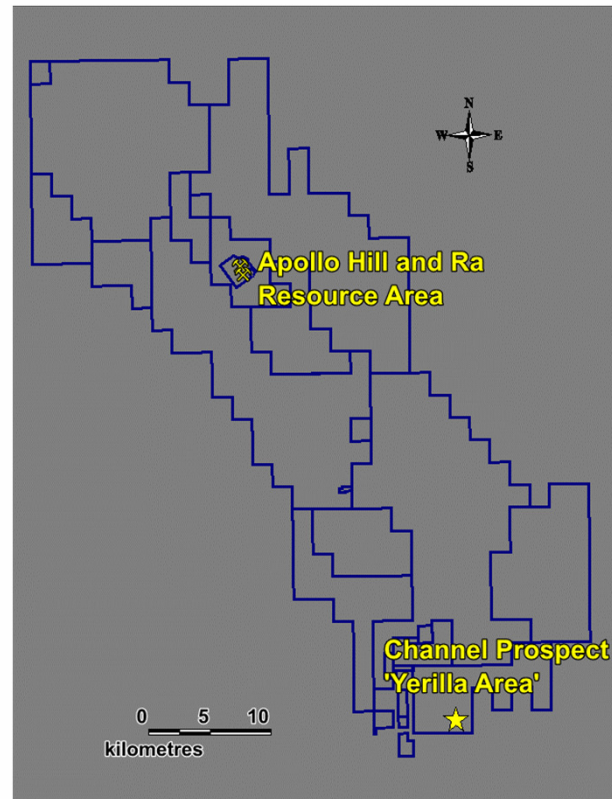 N
W E
S
Apollo Hill and Ra
Resource Area
Channel Prospect
'Yerilla Area'
0 5 10
kilometres